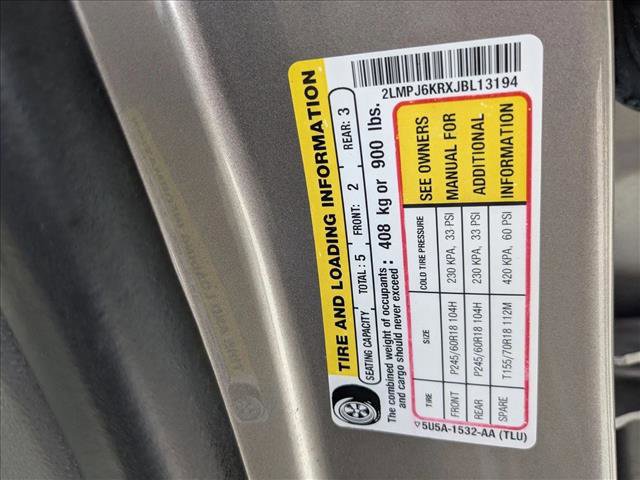 2LMPJ6KRXJBL13194
TIRE AND LOADING INFORMATION
SEATING CAPACITY TOTAL : 5 FRONT: 2 REAR: 3
The combined weight of occupants and cargo should never exceed : 408 kg or 900 lbs.
TIRE SIZE COLD TIRE PRESSURE SEE OWNERS
FRONT P245/60R18 104H 230 KPA, 33 PSI MANUAL FOR
REAR P245/60R18 104H 230 KPA, 33 PSI ADDITIONAL
SPARE T155/70R18 112M 420 KPA, 60 PSI INFORMATION
▽5U5A-1532-AA (TLU)